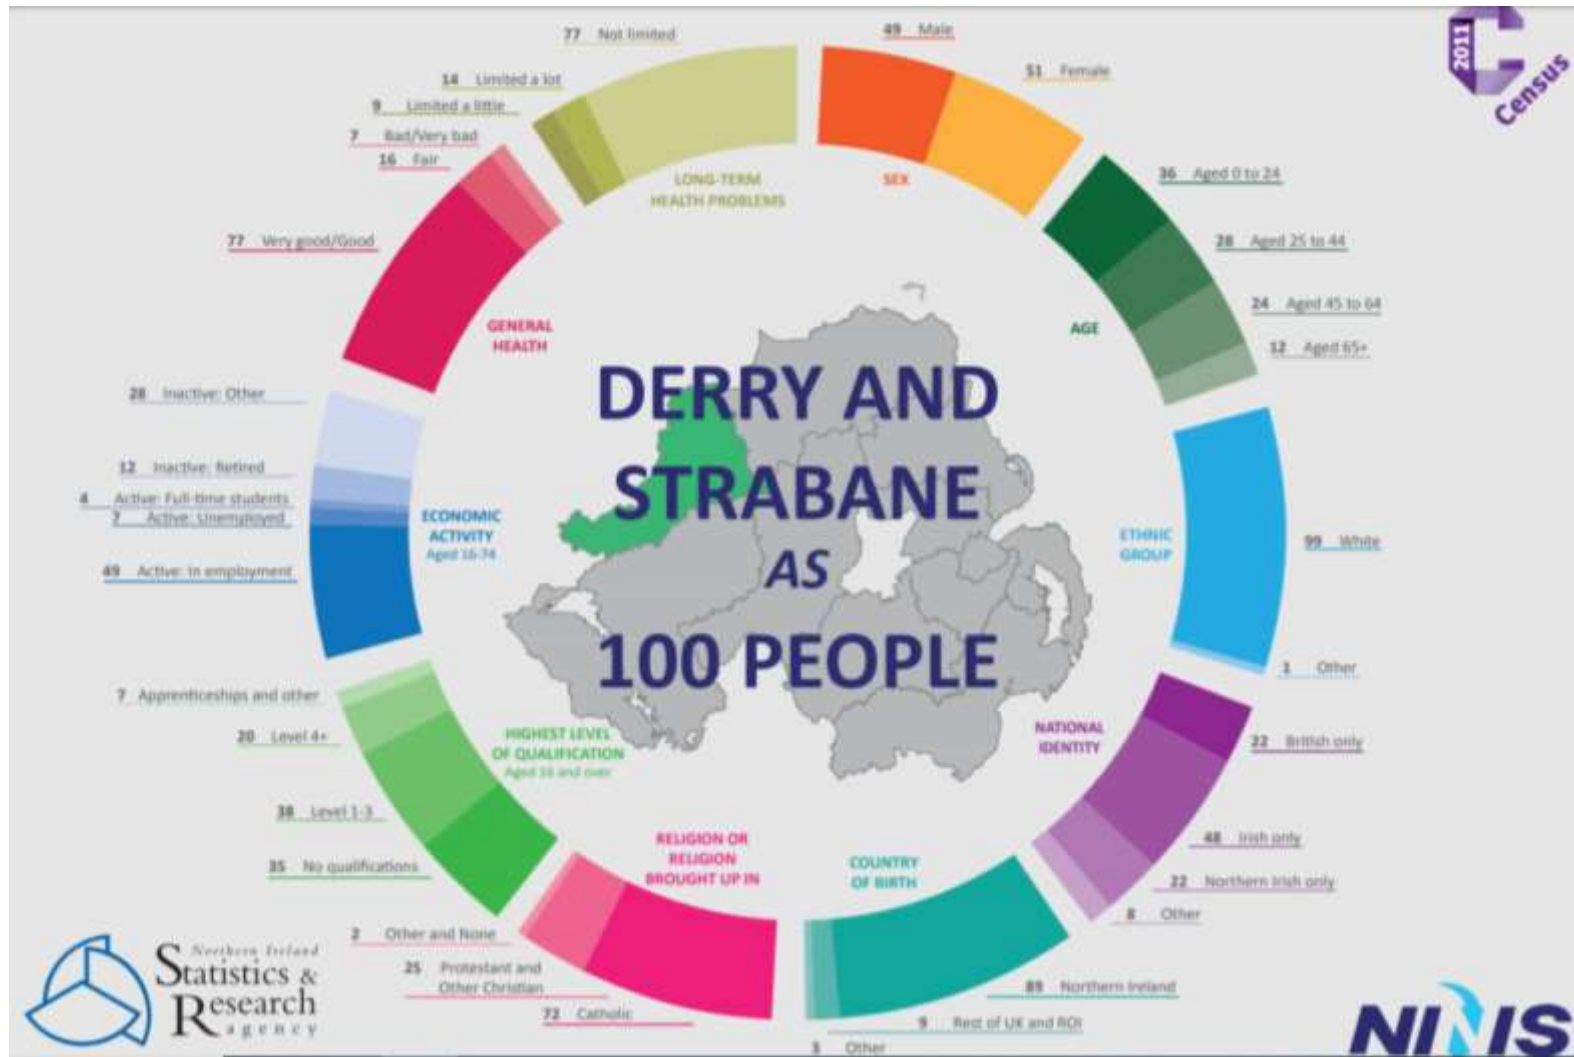 77 Not limited
14 Limited a lot
9 Limited a little
7 Bad/Very bad
16 Fair
77 Very good/Good
LONG-TERM
HEALTH PROBLEMS
GENERAL
HEALTH
49 Male
51 Female
SEX
2011
Census
36 Aged 0 to 24
28 Aged 25 to 44
24 Aged 45 to 64
12 Aged 65+
AGE
DERRY AND
STRABANE
AS
100 PEOPLE
28 Inactive: Other
12 Inactive: Retired
4 Active: Full-time students
7 Active: Unemployed
49 Active: in employment
ECONOMIC
ACTIVITY
Aged 16-74
ETHNIC
GROUP
99 White
1 Other
7 Apprenticeships and other
20 Level 4+
38 Level 1-3
35 No qualifications
HIGHEST LEVEL
OF QUALIFICATION
Aged 16 and over
NATIONAL
IDENTITY
22 British only
48 Irish only
22 Northern Irish only
8 Other
RELIGION OR
RELIGION
BROUGHT UP IN
2 Other and None
25 Protestant and
Other Christian
72 Catholic
COUNTRY
OF BIRTH
89 Northern Ireland
9 Rest of UK and ROI
Other
Northern Ireland
Statistics &
Research
agency
NINIS